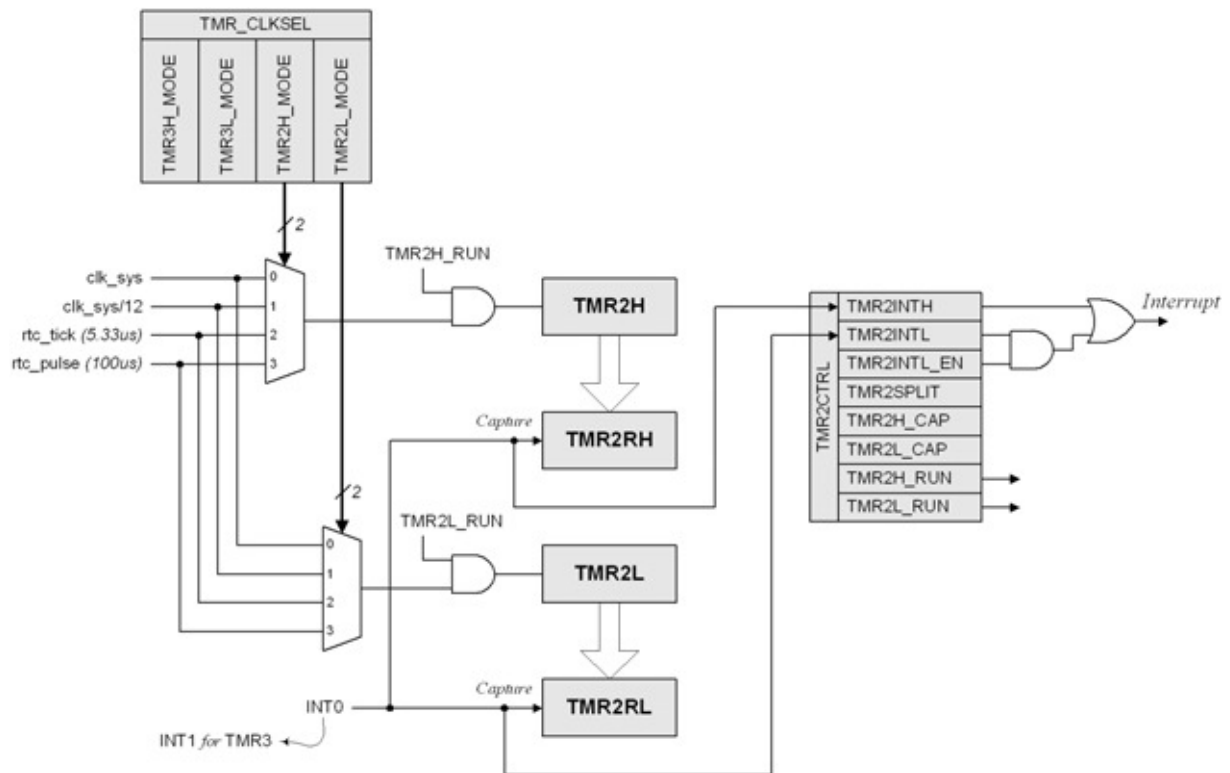 TMR_CLKSEL
TMR3H_MODE
TMR3L_MODE
TMR2H_MODE
TMR2L_MODE
2
clk_sys
clk_sys/12
rtc_tick (5.33us)
rtc_pulse (100us)
0
1
2
3
TMR2H_RUN
TMR2H
Capture
TMR2RH
2
0
1
2
3
TMR2L_RUN
TMR2L
Capture
TMR2RL
INT0
INT1 for TMR3
TMR2CTRL
TMR2INTH
TMR2INTL
TMR2INTL_EN
TMR2SPLIT
TMR2H_CAP
TMR2L_CAP
TMR2H_RUN
TMR2L_RUN
Interrupt